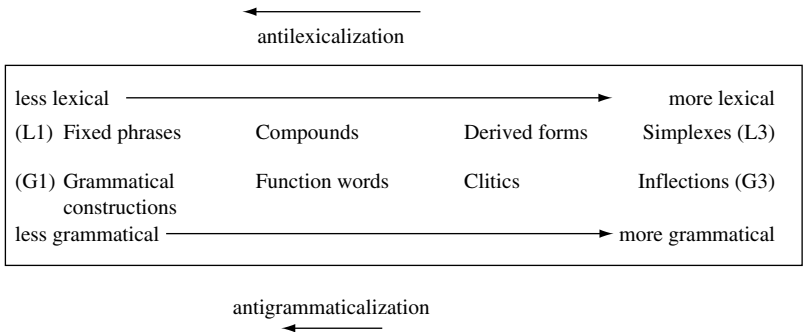 antilexicalization
less lexical more lexical
(L1) Fixed phrases Compounds Derived forms Simplexes (L3)
(G1) Grammatical Function words Clitics Inflections (G3)
constructions
less grammatical more grammatical
antigrammaticalization